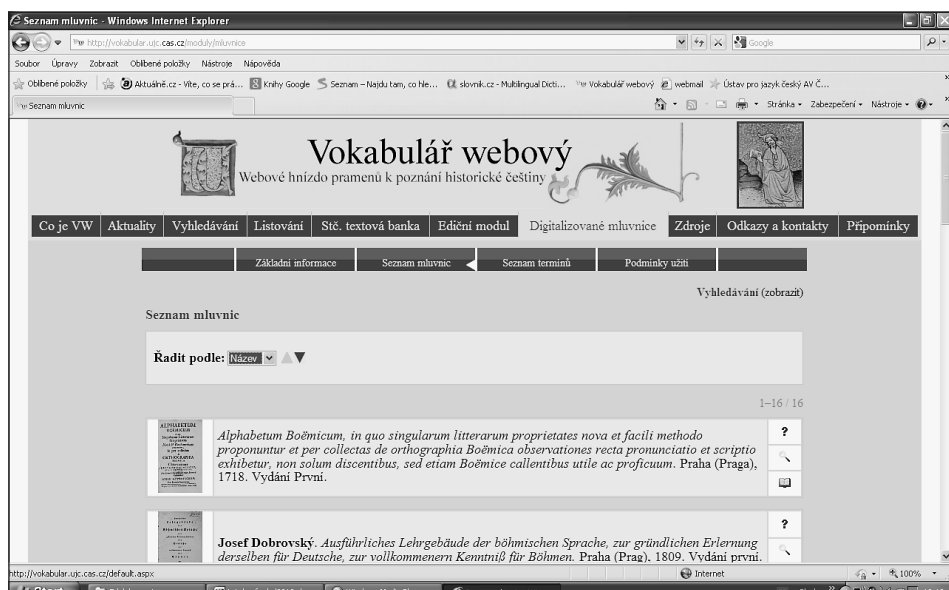 Seznam mluvnic - Windows Internet Explorer
http://vokabular.ujc.cas.cz/moduly/mluvnice
Google
Soubor Úpravy Zobrazit Oblíbené položky Nástroje Nápověda
Oblíbené položky Aktuálně.cz - Víte, co se prá... Knihy Google Seznam – Najdu tam, co hle... slovnik.cz - Multilingual Dicti... Vokabulář webový webmail Ústav pro jazyk český AV Č...
Seznam mluvnic Stránka Zabezpečení Nástroje
Vokabulář webový
Webové hnízdo pramenů k poznání historické češtiny
Co je VW Aktuality Vyhledávání Listování Stč. textová banka Ediční modul Digitalizované mluvnice Zdroje Odkazy a kontakty Připomínky
Základní informace Seznam mluvnic Seznam termínů Podmínky užití
Vyhledávání (zobrazit)
Seznam mluvnic
Řadit podle: Název
1–16 / 16
ALPHABETUM
Alphabetum Boëmicum, in quo singularum litterarum proprietates nova et facili methodo
proponuntur et per collectas de orthographia Boëmica observationes recta pronunciatio et scriptio
exhibetur, non solum discentibus, sed etiam Boëmice callentibus utile ac proficuum. Praha (Praga),
1718. Vydání První.
?
Josef Dobrovský. Ausführliches Lehrgebäude der böhmischen Sprache, zur gründlichen Erlernung
derselben für Deutsche, zur vollkommenern Kenntniß für Böhmen. Praha (Prag), 1809. Vydání první.
?
http://vokabular.ujc.cas.cz/default.aspx Internet 100%